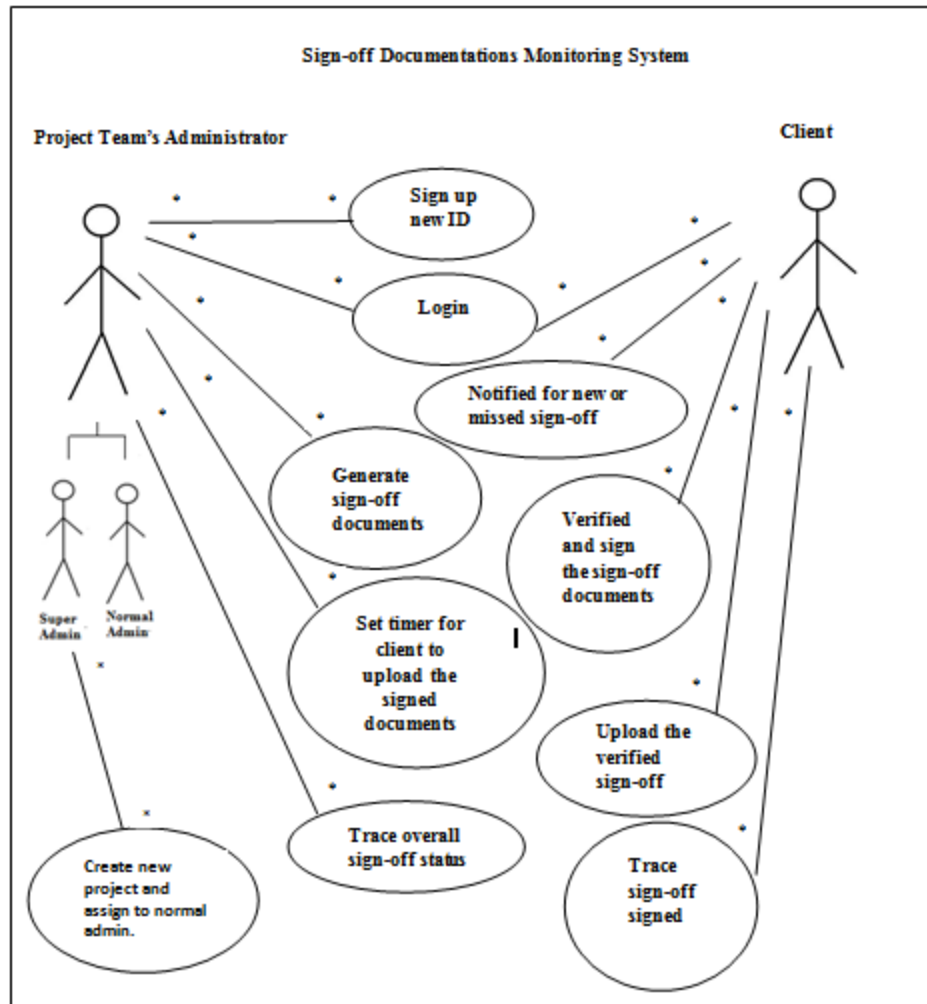 Sign-off Documentations Monitoring System
Project Team's Administrator
Client
Sign up
new ID
Login
Notified for new or
missed sign-off
Generate
sign-off
documents
Verified
and sign
the sign-off
documents
Super
Admin
Normal
Admin
Set timer for
client to
upload the
signed
documents
Upload the
verified
sign-off
Trace overall
sign-off status
Create new
project and
assign to normal
admin.
Trace
sign-off
signed